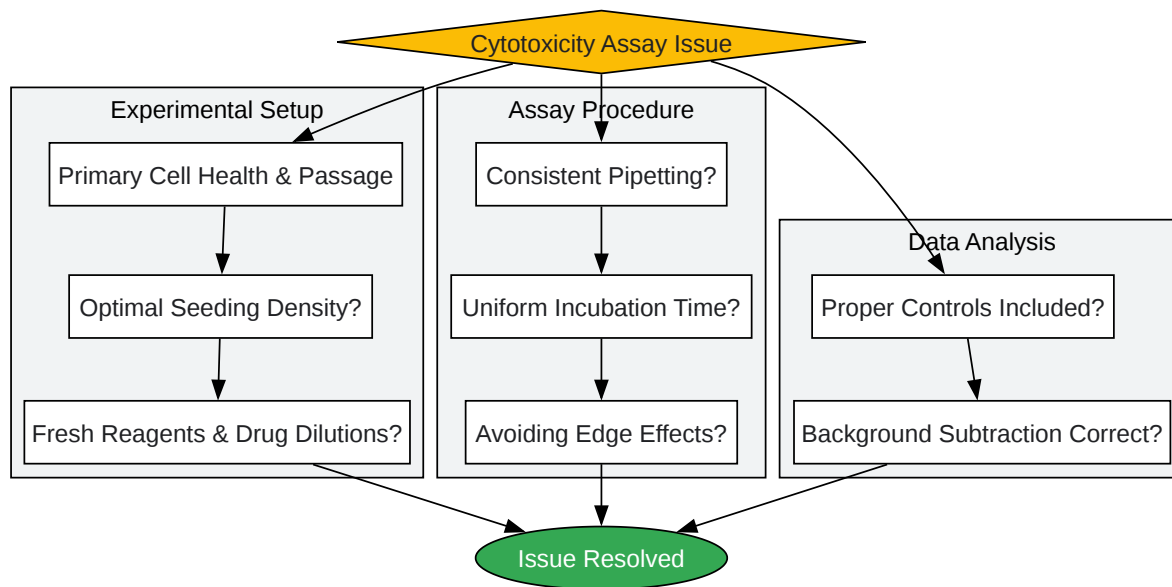 Cytotoxicity Assay Issue
Experimental Setup
Primary Cell Health & Passage
Optimal Seeding Density?
Fresh Reagents & Drug Dilutions?
Assay Procedure
Consistent Pipetting?
Uniform Incubation Time?
Avoiding Edge Effects?
Data Analysis
Proper Controls Included?
Background Subtraction Correct?
Issue Resolved